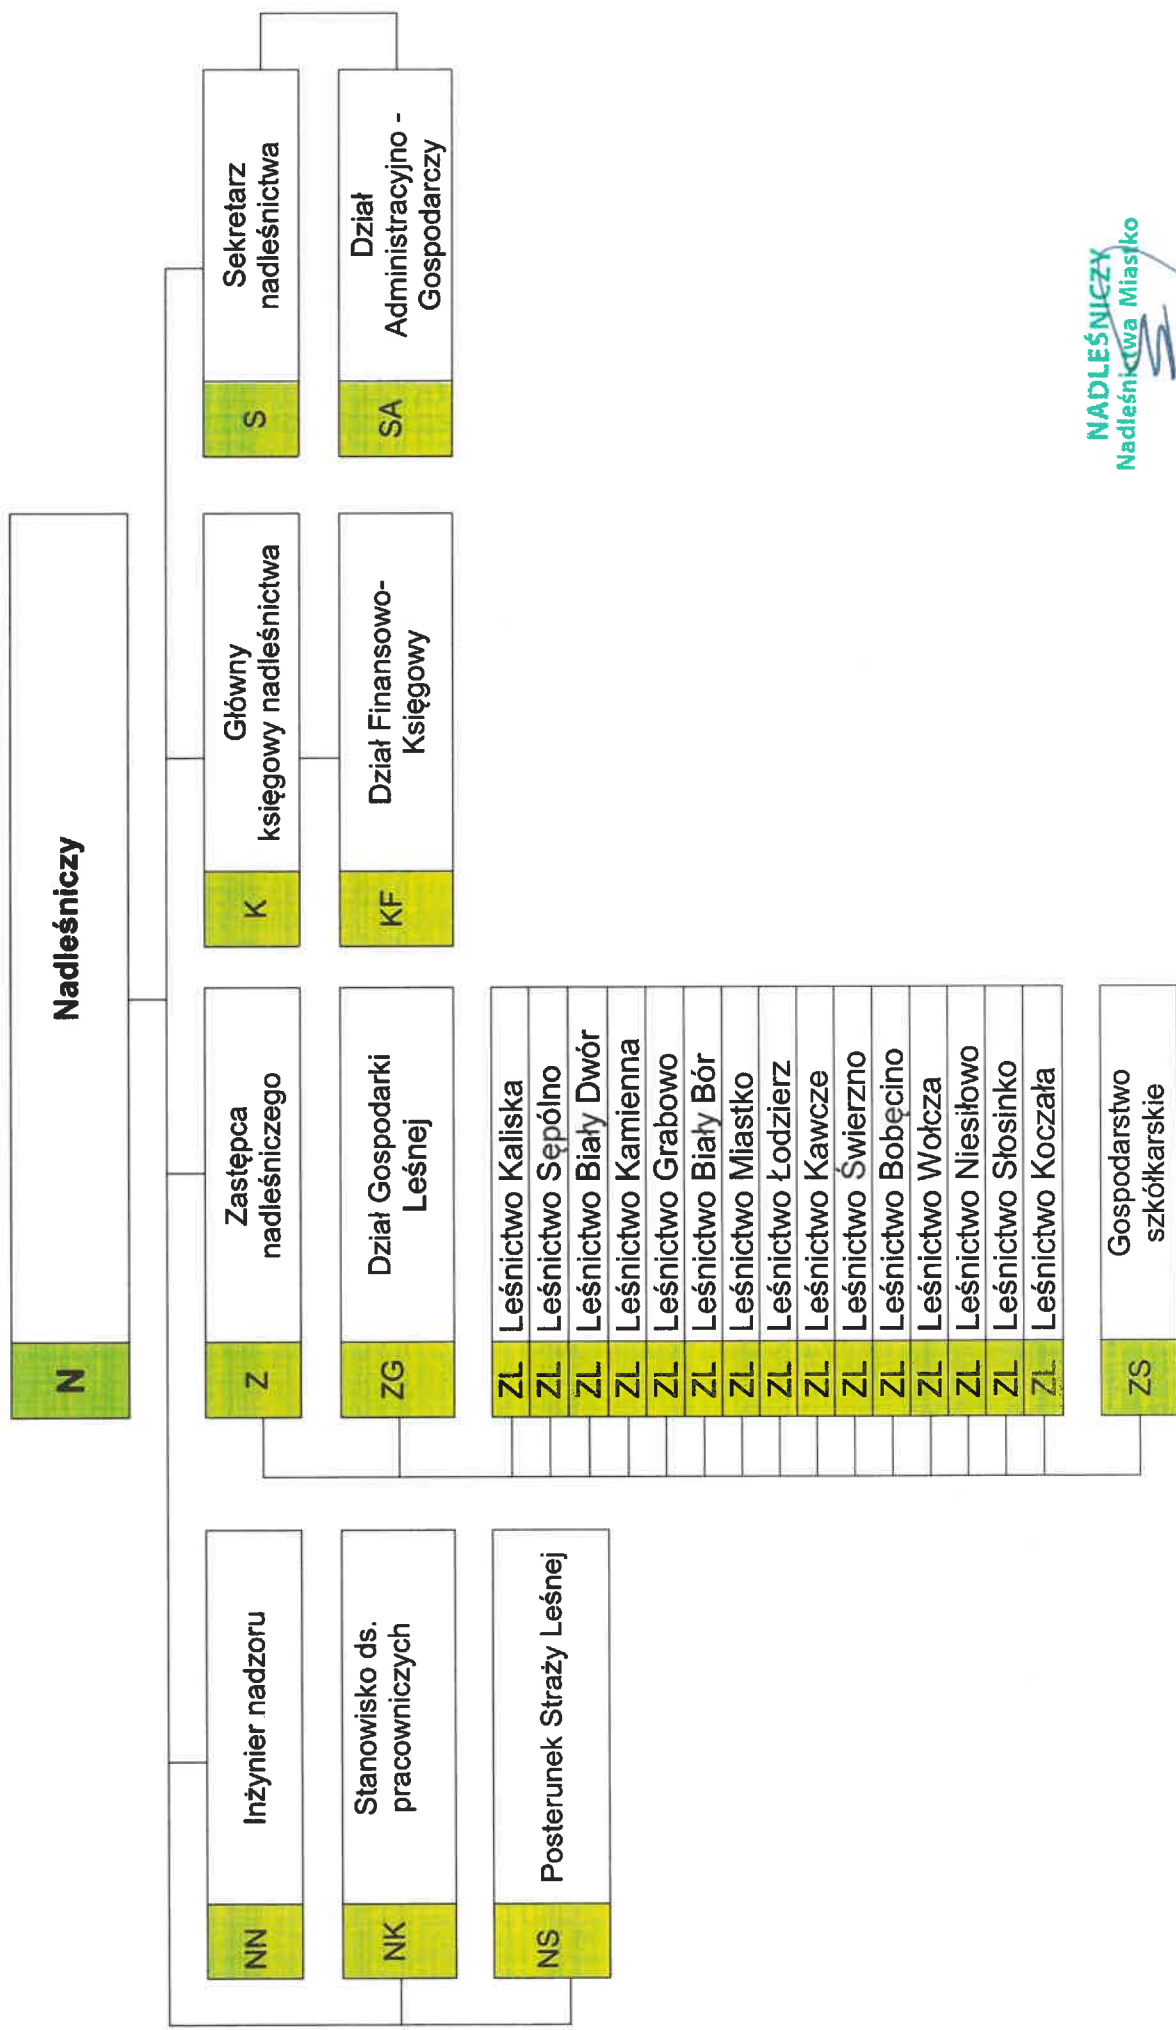 N
Nadleśniczy
NN
Inżynier nadzoru
NK
Stanowisko ds.
pracowniczych
NS
Posterunek Straży Leśnej
Z
Zastępca
nadleśniczego
ZG
Dział Gospodarki
Leśnej
ZL Leśnictwo Kaliska
ZL Leśnictwo Sępólno
ZL Leśnictwo Biały Dwór
ZL Leśnictwo Kamienna
ZL Leśnictwo Grabowo
ZL Leśnictwo Biały Bór
ZL Leśnictwo Miastko
ZL Leśnictwo Łodzierz
ZL Leśnictwo Kawcze
ZL Leśnictwo Świerzno
ZL Leśnictwo Bobęcino
ZL Leśnictwo Wołcza
ZL Leśnictwo Niesiłowo
ZL Leśnictwo Słosinko
ZL Leśnictwo Koczała
ZS
Gospodarstwo
szkółkarskie
K
Główny
księgowy nadleśnictwa
KF
Dział Finansowo-
Księgowy
S
Sekretarz
nadleśnictwa
SA
Dział
Administracyjno -
Gospodarczy
NADLEŚNICZY
Nadleśnictwa Miastko